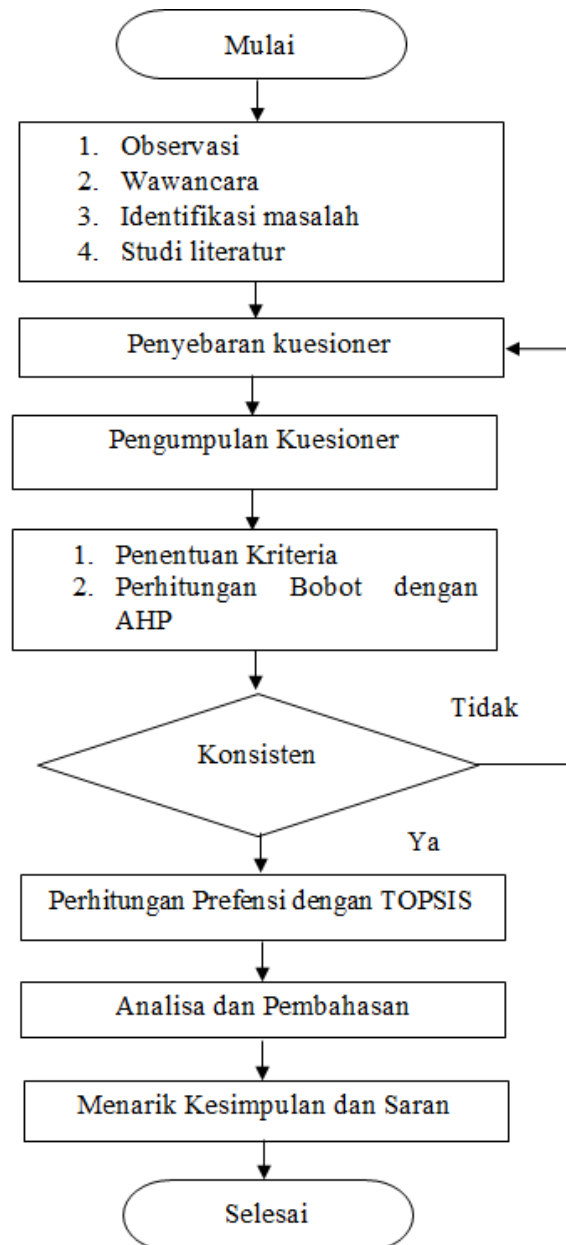 Mulai
1. Observasi
2. Wawancara
3. Identifikasi masalah
4. Studi literatur
Penyebaran kuesioner
Pengumpulan Kuesioner
1. Penentuan Kriteria
2. Perhitungan Bobot dengan
AHP
Tidak
Konsisten
Ya
Perhitungan Prefensi dengan TOPSIS
Analisa dan Pembahasan
Menarik Kesimpulan dan Saran
Selesai